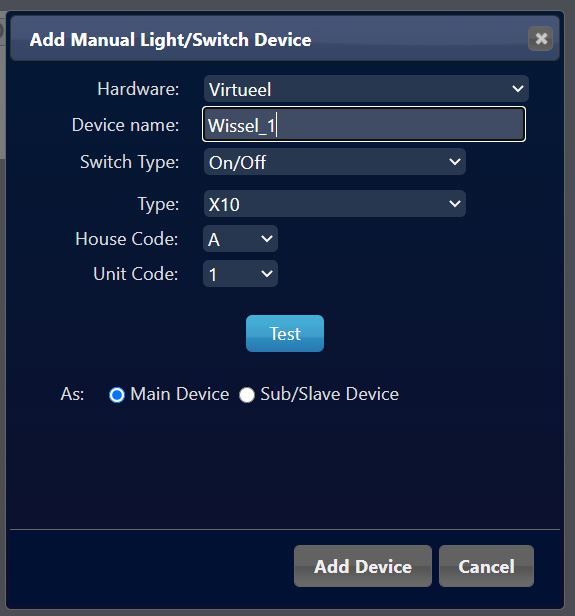 Add Manual Light/Switch Device
Hardware: Virtueel
Device name: Wissel_1
Switch Type: On/Off
Type: X10
House Code: A
Unit Code: 1
Test
As: Main Device Sub/Slave Device
Add Device Cancel